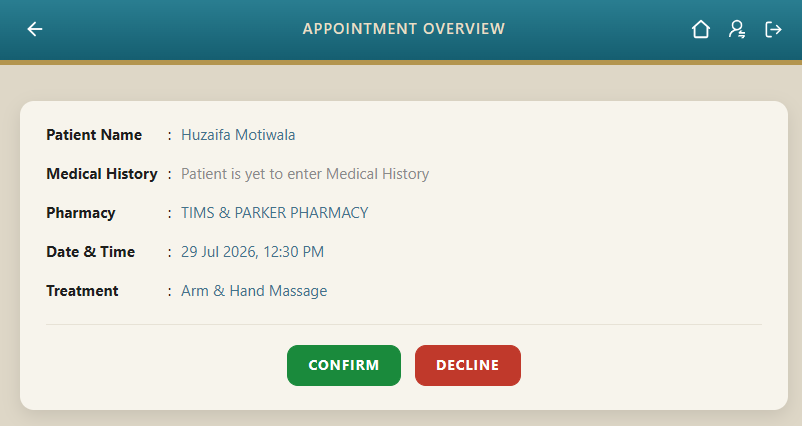 APPOINTMENT OVERVIEW
Patient Name : Huzaifa Motiwala
Medical History : Patient is yet to enter Medical History
Pharmacy : TIMS & PARKER PHARMACY
Date & Time : 29 Jul 2026, 12:30 PM
Treatment : Arm & Hand Massage
CONFIRM DECLINE